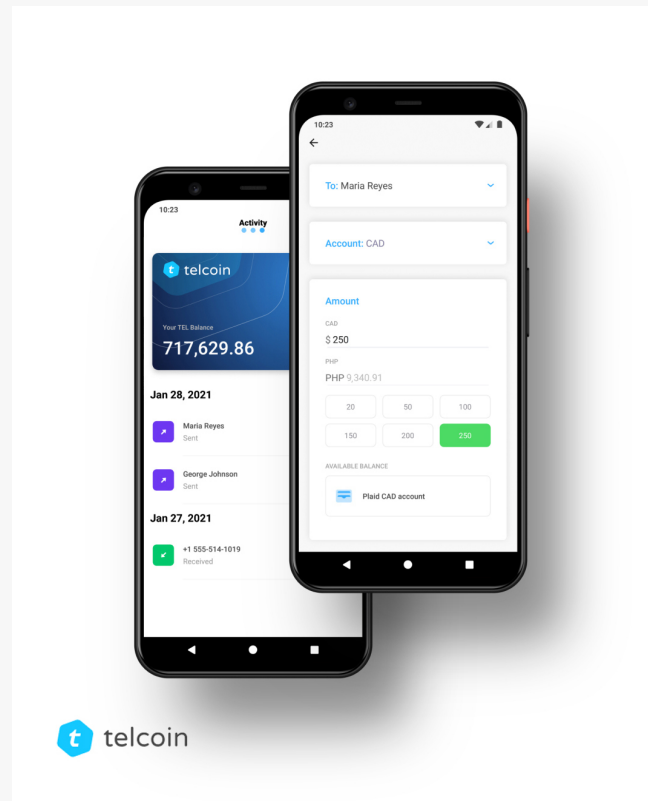 10:23
Activity
telcoin
Your TEL Balance
717,629.86
Jan 28, 2021
Maria Reyes
Sent
George Johnson
Sent
Jan 27, 2021
+1 555-514-1019
Received
10:23
To: Maria Reyes
Account: CAD
Amount
CAD
$ 250
PHP
PHP 9,340.91
20 50 100
150 200 250
AVAILABLE BALANCE
Plaid CAD account
t telcoin